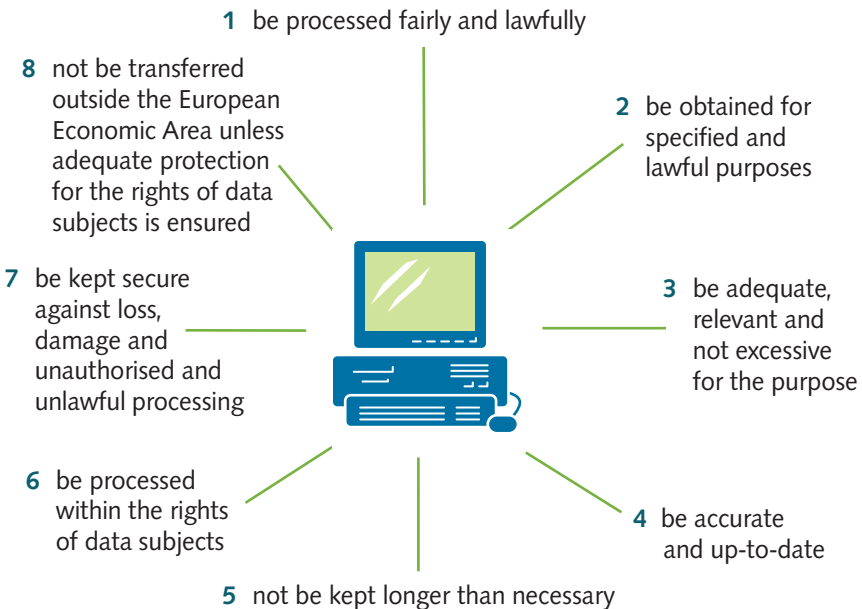 1 be processed fairly and lawfully
2 be obtained for
specified and
lawful purposes
3 be adequate,
relevant and
not excessive
for the purpose
4 be accurate
and up-to-date
5 not be kept longer than necessary
6 be processed
within the rights
of data subjects
7 be kept secure
against loss,
damage and
unauthorised and
unlawful processing
8 not be transferred
outside the European
Economic Area unless
adequate protection
for the rights of data
subjects is ensured